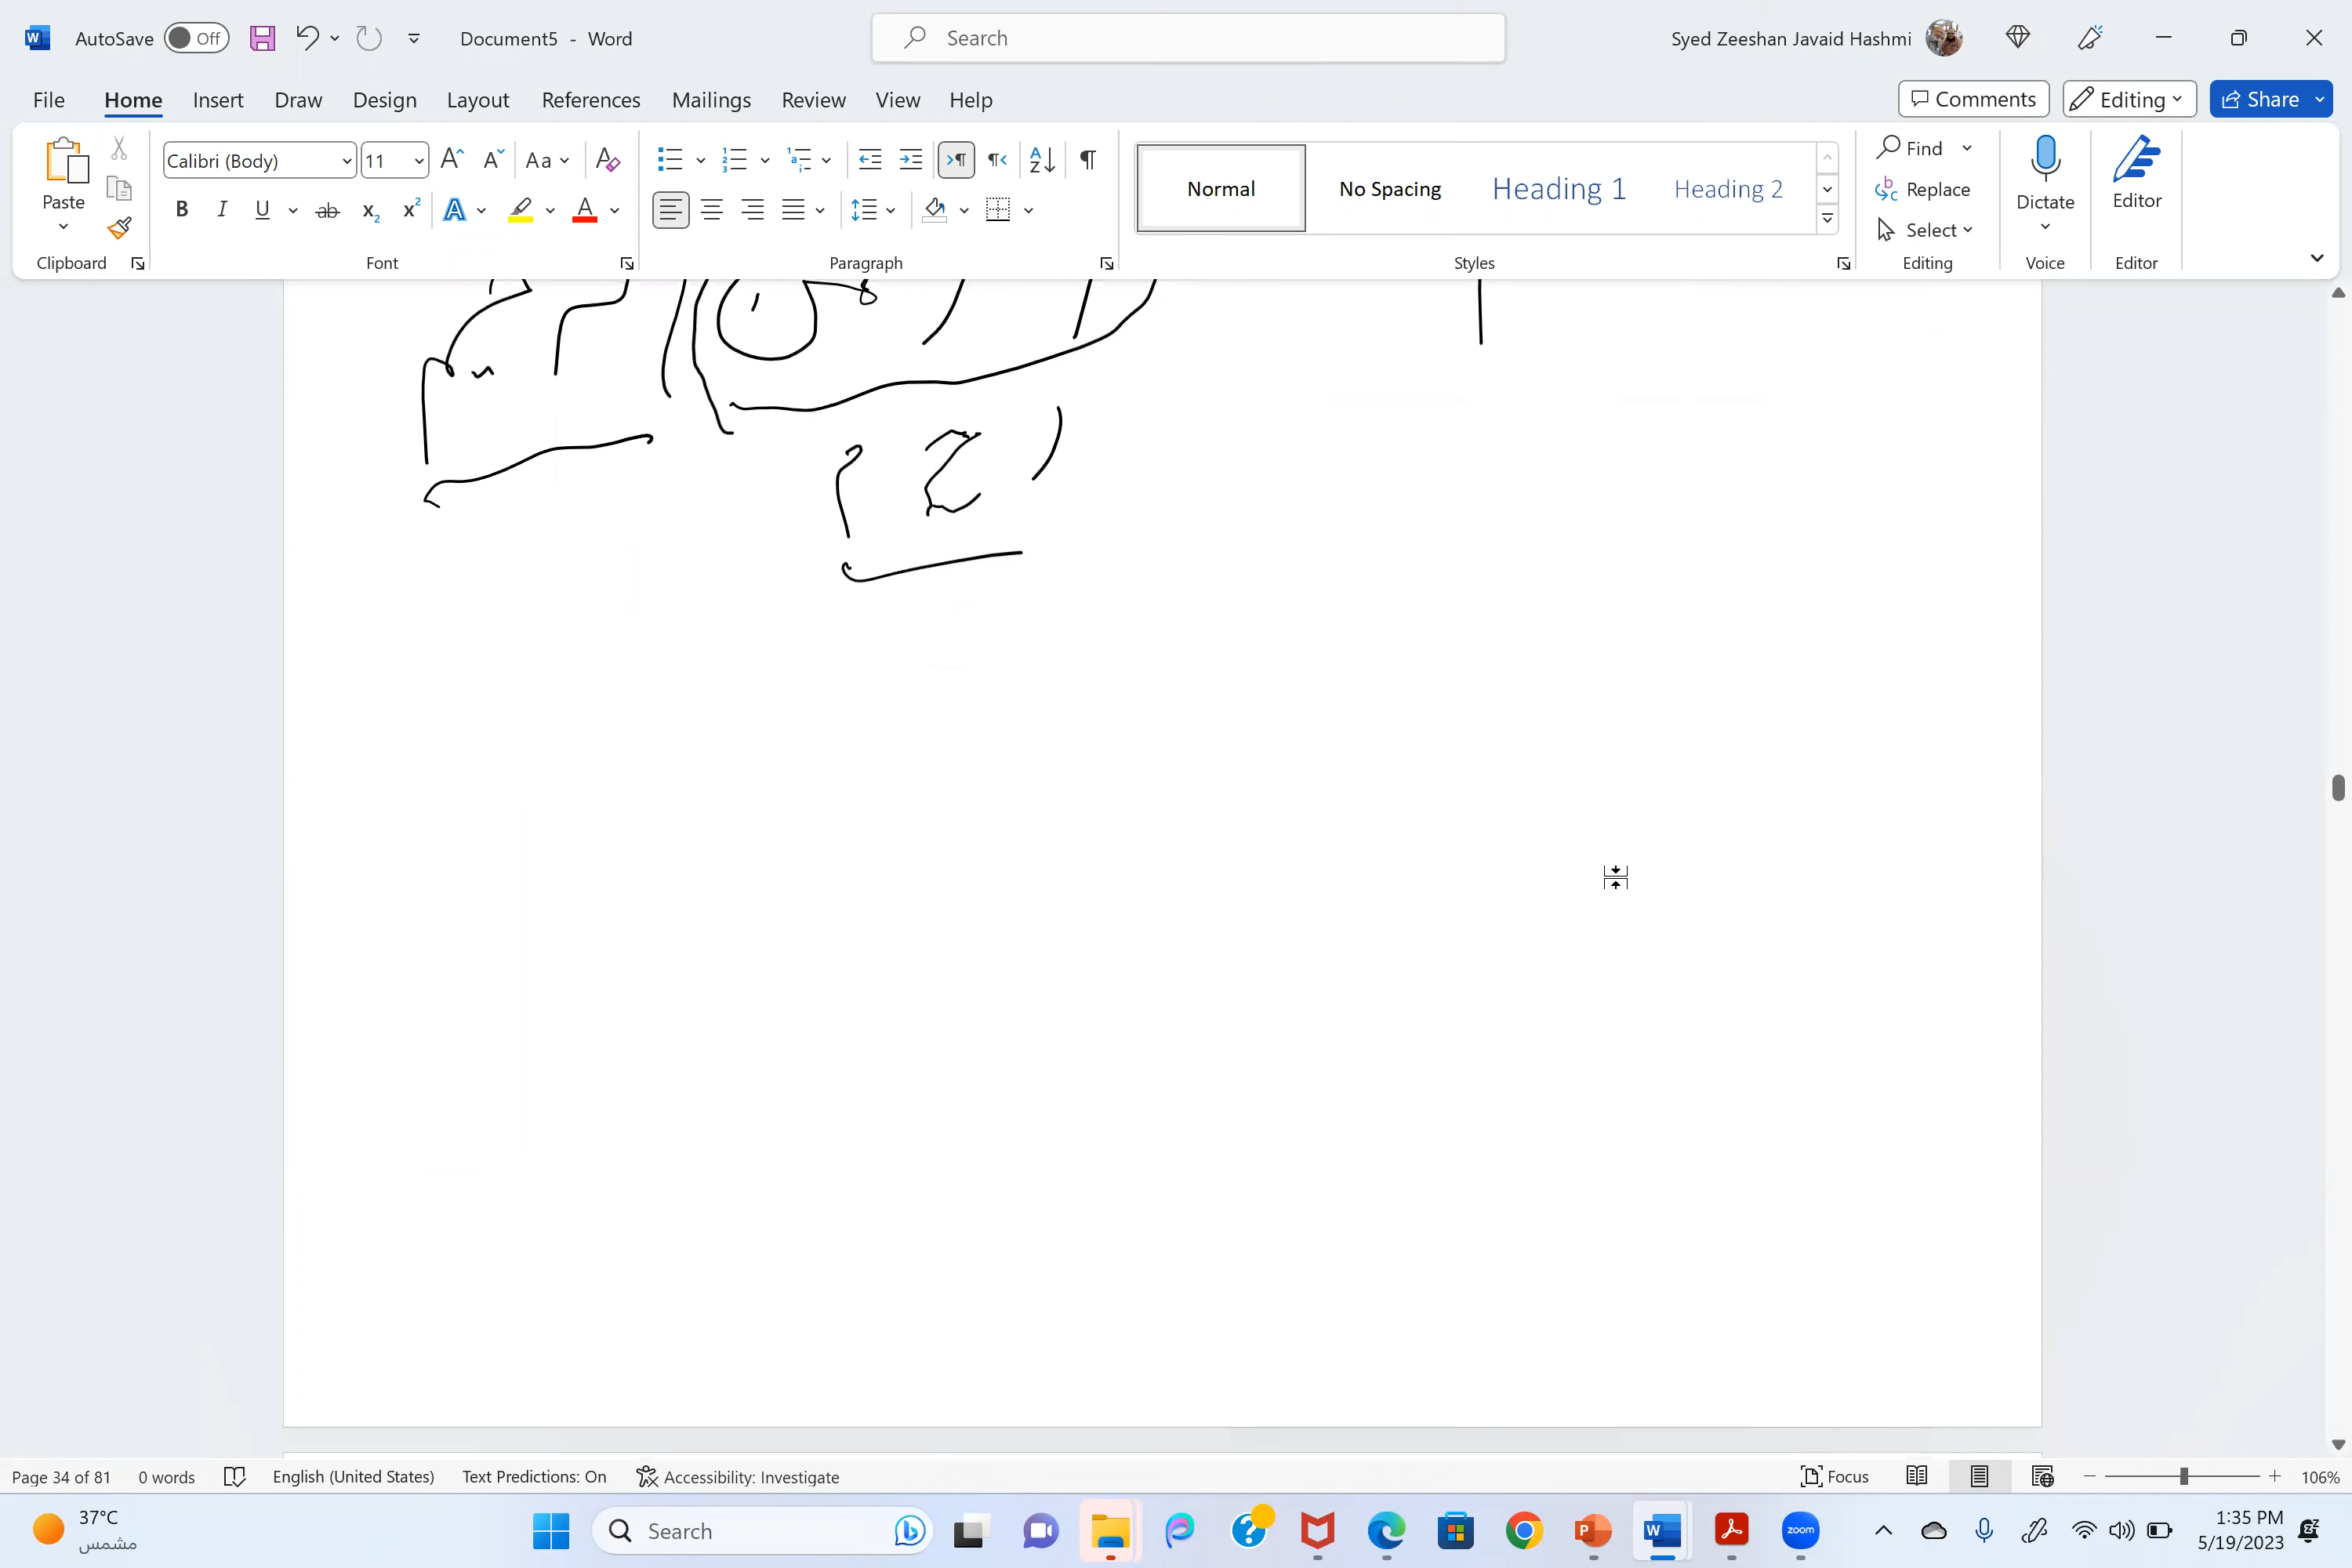 AutoSave Off Document5 - Word Search Syed Zeeshan Javaid Hashmi
File Home Insert Draw Design Layout References Mailings Review View Help Comments Editing Share
Paste Calibri (Body) 11 Aa Normal No Spacing Heading 1 Heading 2 Find Replace Select Dictate Editor
Clipboard Font Paragraph Styles Editing Voice Editor
Page 34 of 81 0 words English (United States) Text Predictions: On Accessibility: Investigate Focus 106%
37°C
مشمس
Search
zoom
1:35 PM
5/19/2023